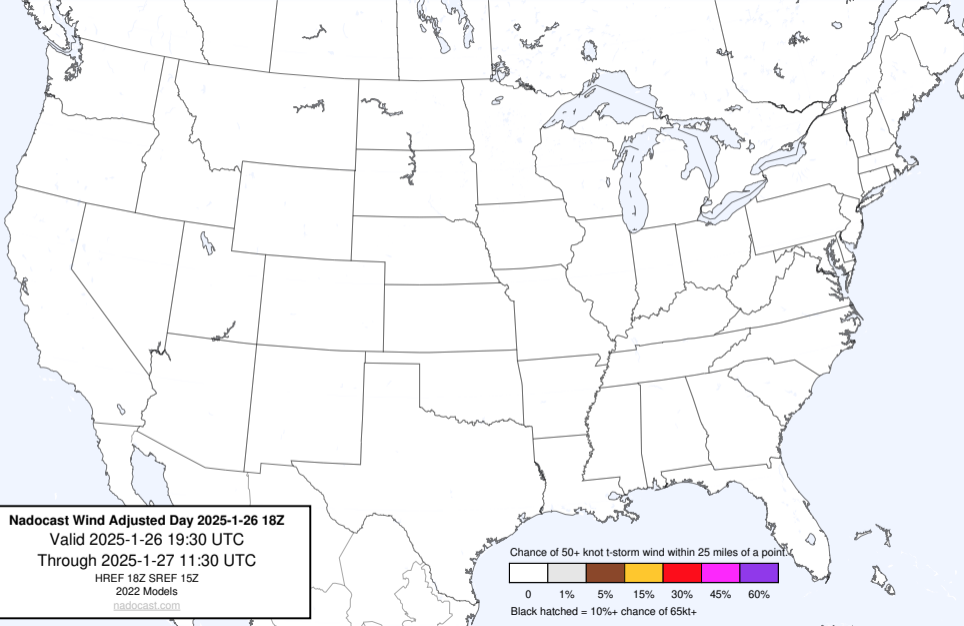 Nadocast Wind Adjusted Day 2025-1-26 18Z
Valid 2025-1-26 19:30 UTC
Through 2025-1-27 11:30 UTC
HREF 18Z SREF 15Z
2022 Models
nadocast.com
Chance of 50+ knot t-storm wind within 25 miles of a point.
0 1% 5% 15% 30% 45% 60%
Black hatched = 10%+ chance of 65kt+